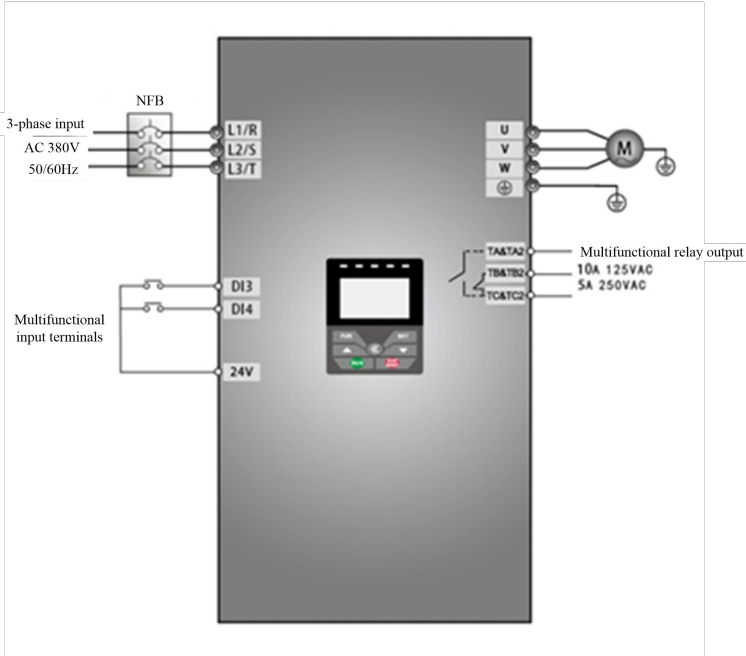 NFB
3-phase input
AC 380V
50/60Hz
L1/R
L2/S
L3/T
U
V
W
M
TA&TA2
TB&TB2
TC&TC2
Multifunctional relay output
10A 125VAC
5A 250VAC
DI3
DI4
24V
Multifunctional
input terminals
RUN